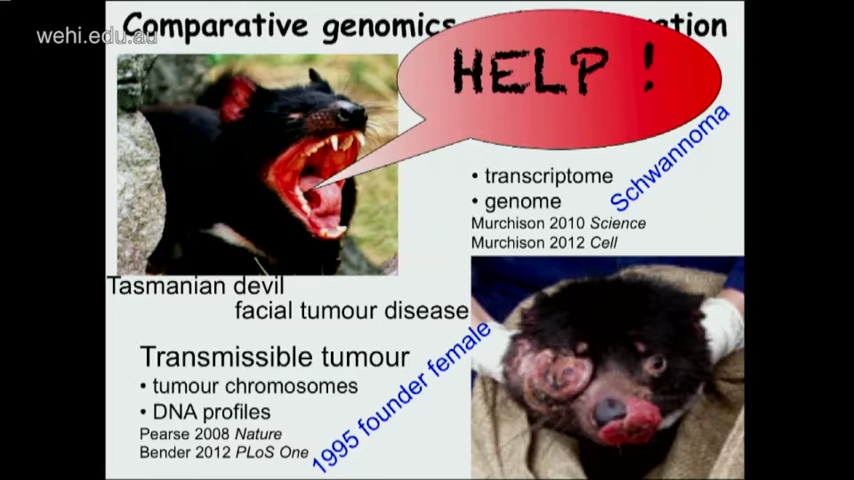 Comparative genomics
wehi.edu.au
HELP !
• transcriptome
• genome
Murchison 2010 Science
Murchison 2012 Cell
Schwannoma
Tasmanian devil
facial tumour disease
Transmissible tumour
• tumour chromosomes
• DNA profiles
Pearse 2008 Nature
Bender 2012 PLoS One
1995 founder female